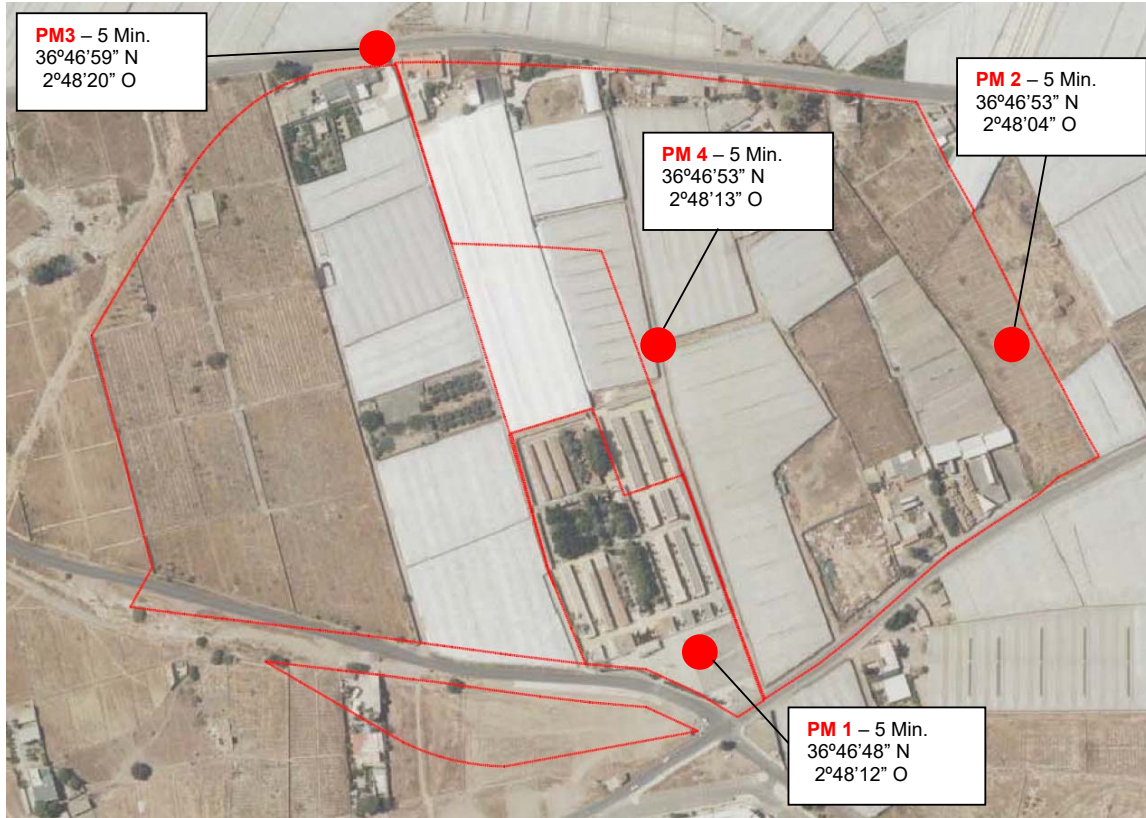 PM3 – 5 Min.
36º46’59” N
2º48’20” O
PM 2 – 5 Min.
36º46’53” N
2º48’04” O
PM 4 – 5 Min.
36º46’53” N
2º48’13” O
PM 1 – 5 Min.
36º46’48” N
2º48’12” O